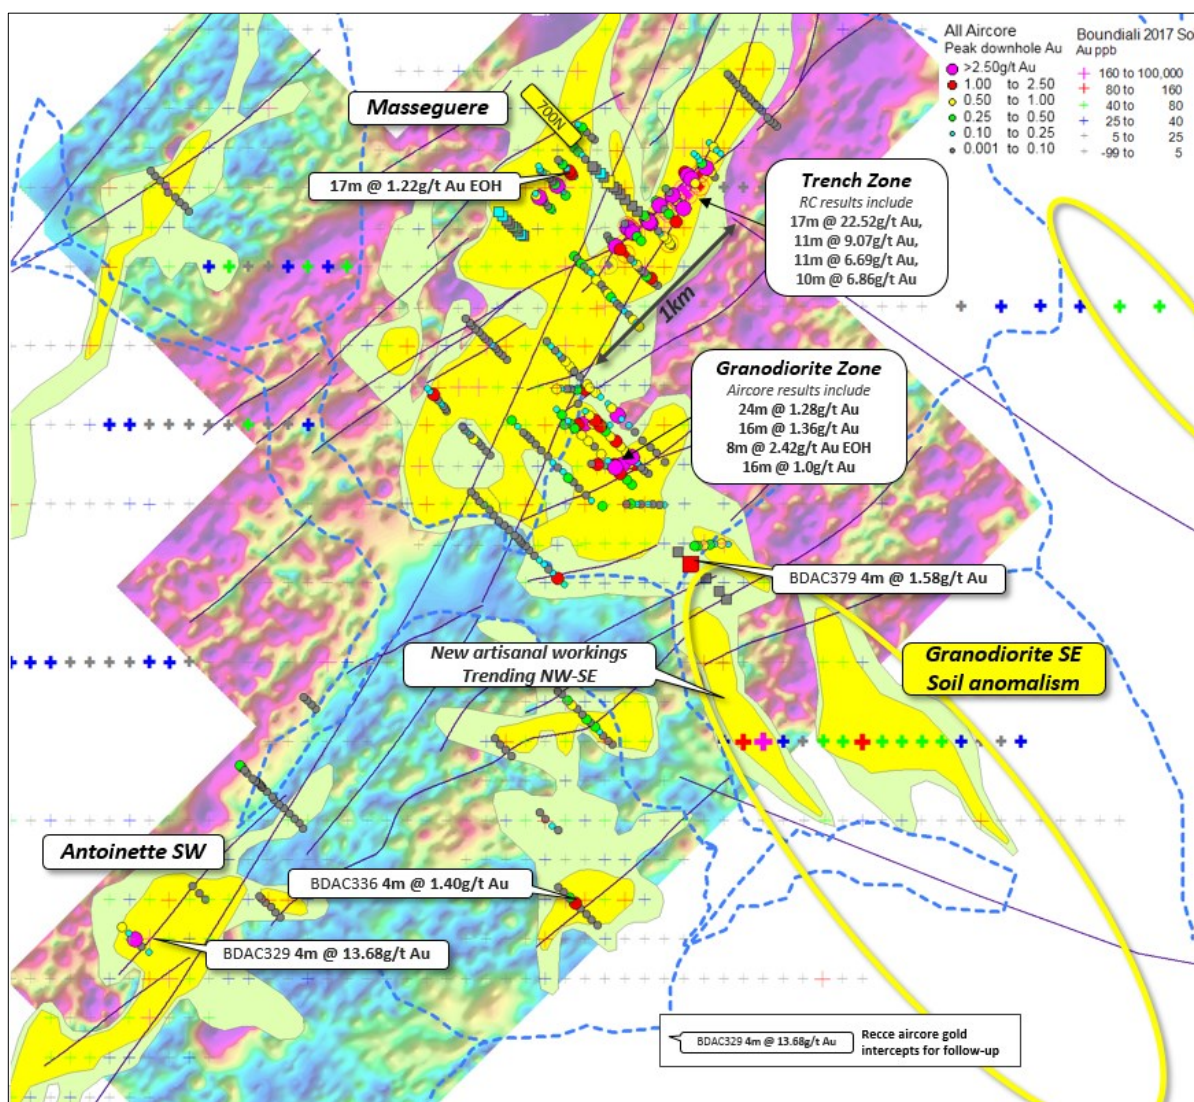 All Aircore
Peak downhole Au
>2.50g/t Au
1.00 to 2.50
0.50 to 1.00
0.25 to 0.50
0.10 to 0.25
0.001 to 0.10
Boundiali 2017 So
Au ppb
160 to 100,000
80 to 160
40 to 80
25 to 40
5 to 25
-99 to 5
Masseguere
700N
17m @ 1.22g/t Au EOH
Trench Zone
RC results include
17m @ 22.52g/t Au,
11m @ 9.07g/t Au,
11m @ 6.69g/t Au,
10m @ 6.86g/t Au
1km
Granodiorite Zone
Aircore results include
24m @ 1.28g/t Au
16m @ 1.36g/t Au
8m @ 2.42g/t Au EOH
16m @ 1.0g/t Au
BDAC379 4m @ 1.58g/t Au
New artisanal workings
Trending NW-SE
Granodiorite SE
Soil anomalism
Antoinette SW
BDAC336 4m @ 1.40g/t Au
BDAC329 4m @ 13.68g/t Au
BDAC329 4m @ 13.68g/t Au
Recce aircore gold
intercepts for follow-up